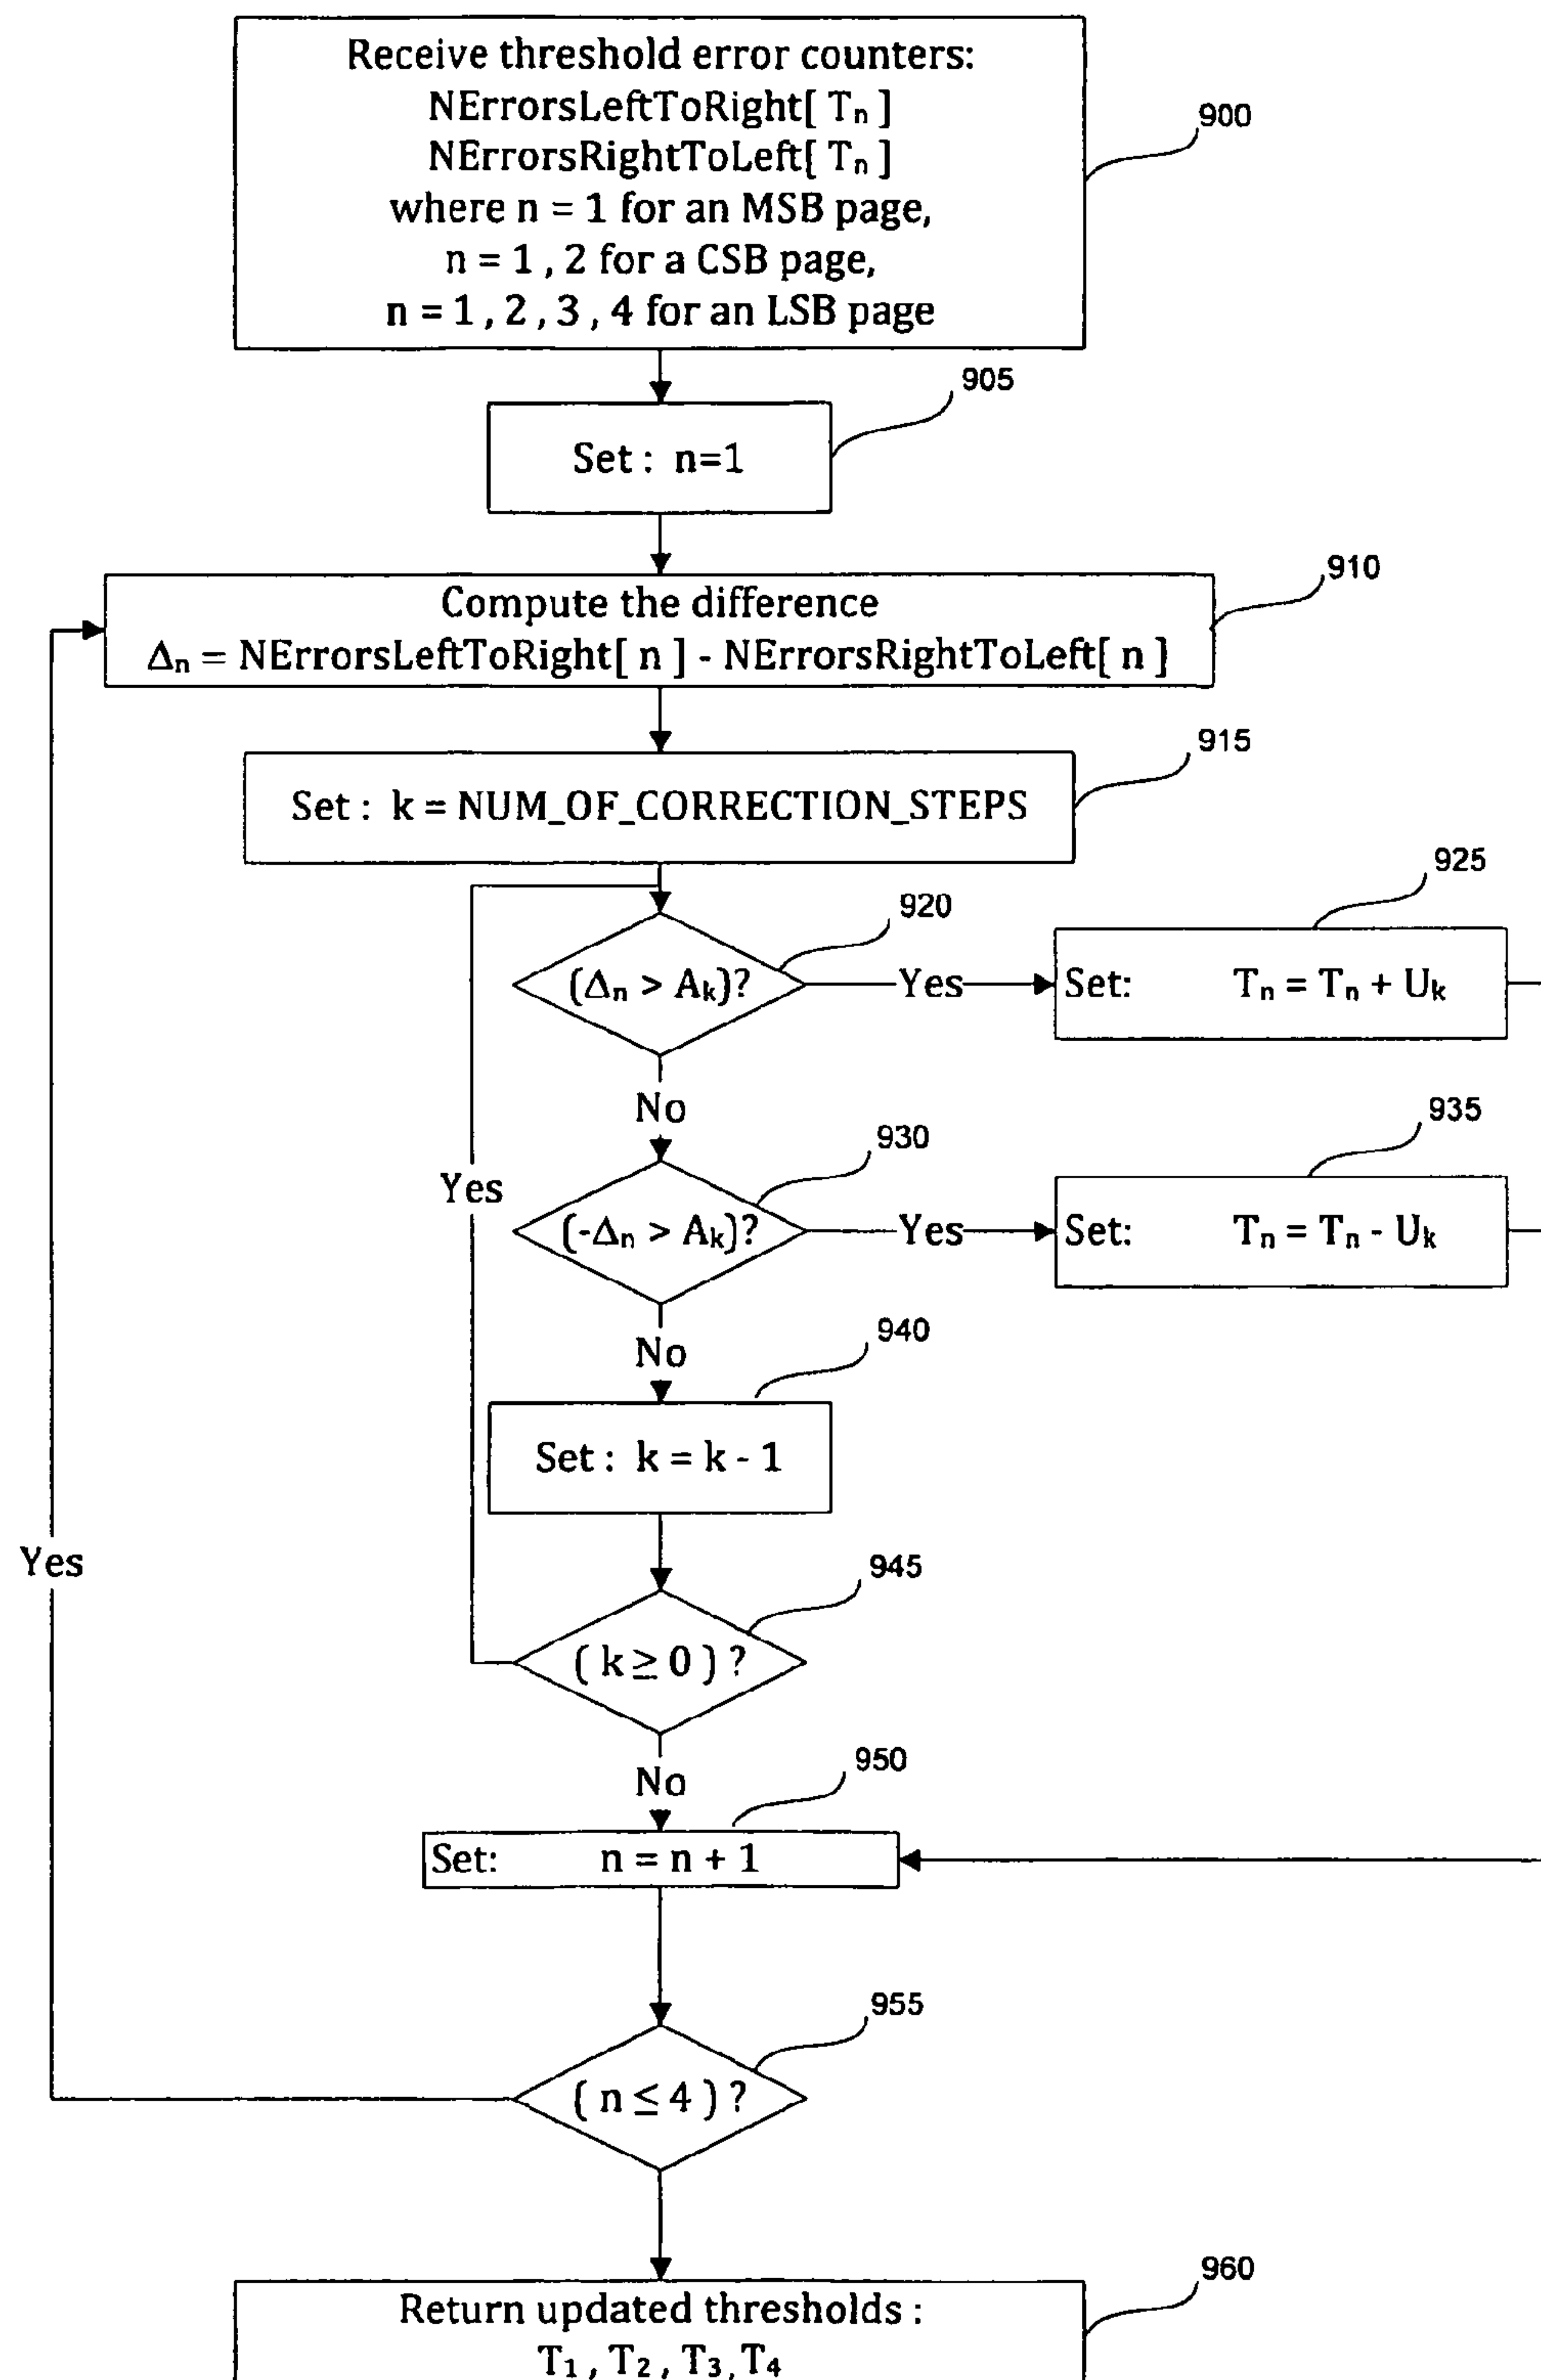 Receive threshold error counters:
NErrorsLeftToRight[ Tₙ ]
NErrorsRightToLeft[ Tₙ ]
where n = 1 for an MSB page,
n = 1 , 2 for a CSB page,
n = 1 , 2 , 3 , 4 for an LSB page
900
905
Set : n=1
910
Compute the difference
Δₙ = NErrorsLeftToRight[ n ] - NErrorsRightToLeft[ n ]
915
Set : k = NUM_OF_CORRECTION_STEPS
920
(Δₙ > Aₖ)?
Yes
925
Set: Tₙ = Tₙ + Uₖ
No
930
(-Δₙ > Aₖ)?
Yes
935
Set: Tₙ = Tₙ - Uₖ
Yes
No
940
Set : k = k - 1
945
( k ≥ 0 ) ?
Yes
No
950
Set: n = n + 1
955
( n ≤ 4 ) ?
960
Return updated thresholds :
T₁ , T₂ , T₃ , T₄